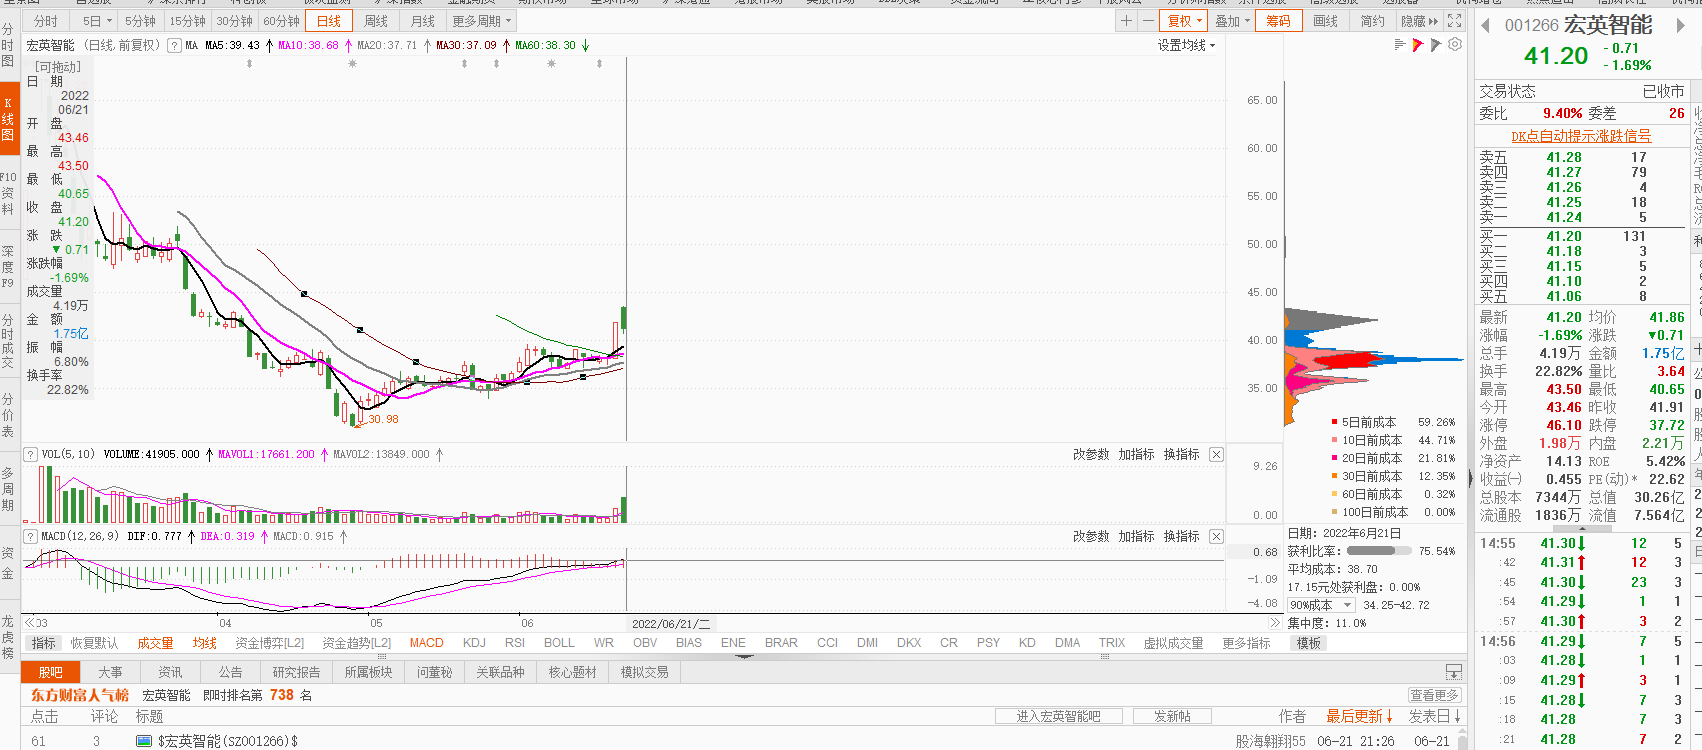 分时 5日 5分钟 15分钟 30分钟 60分钟 日线 周线 月线 更多周期 复权 叠加 筹码 画线 简约 隐藏
宏英智能 (日线,前复权) ? MA MA5:39.43 MA10:38.68 MA20:37.71 MA30:37.09 MA60:38.30 设置均线
[可拖动]
日 期
2022
06/21
开 盘
43.46
最 高
43.50
最 低
40.65
收 盘
41.20
涨 跌
▼ 0.71
涨跌幅
-1.69%
成交量
4.19万
金 额
1.75亿
振 幅
6.80%
换手率
22.82%
分时图
K线图
F10资料
深度F9
分时成交
分价表
多周期
资金
龙虎榜
65.00
60.00
55.00
50.00
45.00
40.00
35.00
30.98
5日前成本 59.26%
10日前成本 44.71%
20日前成本 21.81%
30日前成本 12.35%
60日前成本 0.32%
100日前成本 0.00%
? VOL(5,10) VOLUME:41905.000 MAVOL1:17661.200 MAVOL2:13849.000 改参数 加指标 换指标
9.26
0.00
? MACD(12,26,9) DIF:0.777 DEA:0.319 MACD:0.915 改参数 加指标 换指标
0.68
-1.09
-4.08
日期: 2022年6月21日
获利比率: 75.54%
平均成本: 38.70
17.15元处获利盘: 0.00%
90%成本 34.25-42.72
集中度: 11.0%
03 04 05 06 2022/06/21/二
指标 恢复默认 成交量 均线 资金博弈[L2] 资金趋势[L2] MACD KDJ RSI BOLL WR OBV BIAS ENE BRAR CCI DMI DKX CR PSY KD DMA TRIX 虚拟成交量 更多指标 模板
股吧 大事 资讯 公告 研究报告 所属板块 问董秘 关联品种 核心题材 模拟交易
东方财富人气榜 宏英智能 即时排名第 738 名 查看更多
点击 评论 标题 进入宏英智能吧 发新帖 作者 最后更新 发表日
61 3 $宏英智能(SZ001266)$ 06-21 21:26 06-21
001266 宏英智能
41.20 -0.71
-1.69%
交易状态 已收市
委比 9.40% 委差 26
DK点自动提示涨跌信号
卖五 41.28 17
卖四 41.27 79
卖三 41.26 4
卖二 41.25 18
卖一 41.24 5
买一 41.20 131
买二 41.18 3
买三 41.15 5
买四 41.10 2
买五 41.06 8
最新 41.20 均价 41.86
涨幅 -1.69% 涨跌 ▼0.71
总手 4.19万 金额 1.75亿
换手 22.82% 量比 3.64
最高 43.50 最低 40.65
今开 43.46 昨收 41.91
涨停 46.10 跌停 37.72
外盘 1.98万 内盘 2.21万
净资产 14.13 ROE 5.42%
收益(一) 0.455 PE(动)* 22.62
总股本 7344万 总值 30.26亿
流通股 1836万 流值 7.564亿
14:55 41.30 12 5
:42 41.31 12 3
:45 41.30 23 3
:54 41.29 1 1
:57 41.30 3 2
14:56 41.29 7 5
:03 41.28 1 1
:09 41.29 3 1
:15 41.28 7 3
:18 41.28 7 3
:21 41.28 7 2